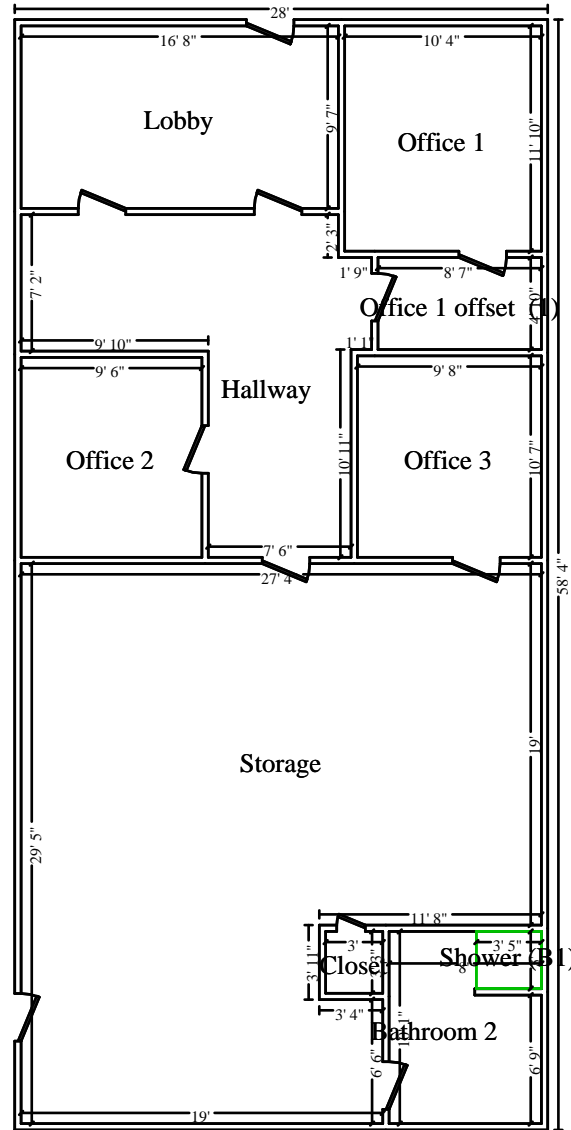 28'
16' 8"
10' 4"
Lobby
9' 7"
Office 1
11' 10"
2' 3"
7' 2"
1' 9"
8' 7"
Office 1 offset (1)
1' 1"
9' 10"
9' 6"
9' 8"
Hallway
Office 2
10' 11"
Office 3
10' 7"
7' 6"
27' 4"
58' 4"
19'
Storage
29' 5"
11' 8"
3'
3' 5"
3' 11"
Closet
Shower (B1)
3' 4"
Bathroom 2
6' 6"
6' 9"
19'